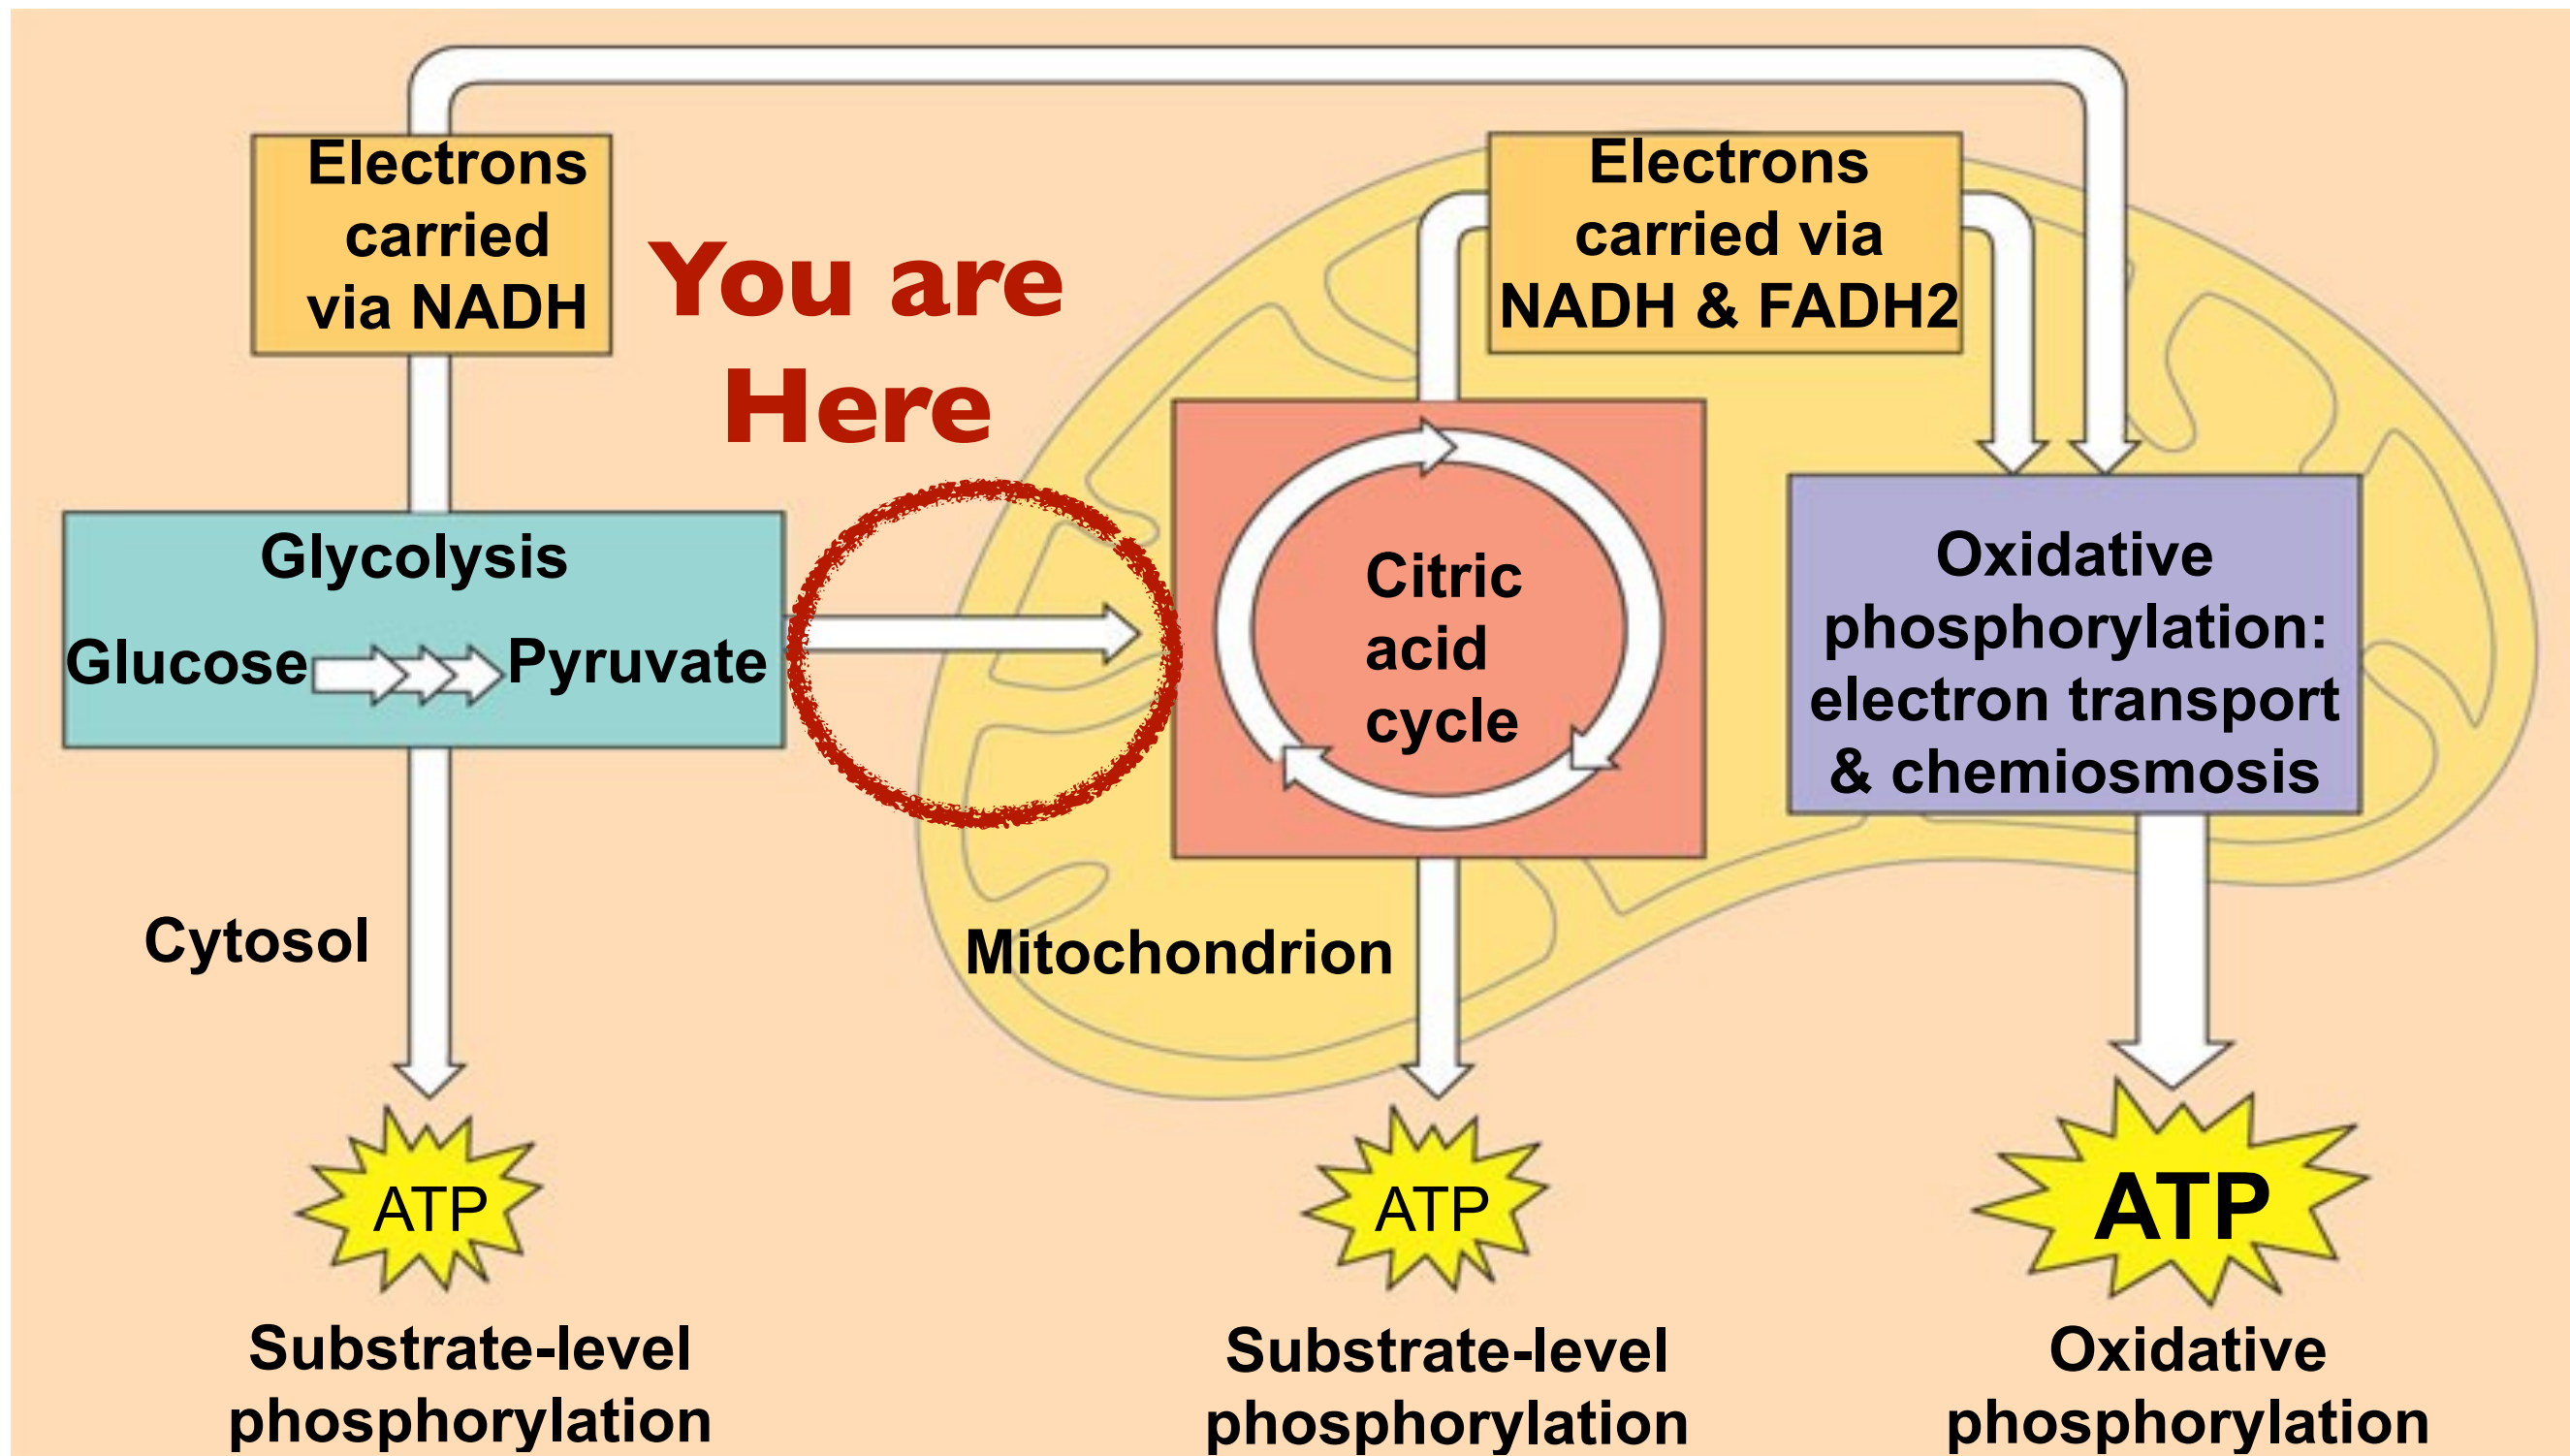 Electrons
carried
via NADH
You are
Here
Electrons
carried via
NADH & FADH2
Glycolysis
Glucose Pyruvate
Citric
acid
cycle
Oxidative
phosphorylation:
electron transport
& chemiosmosis
Cytosol
Mitochondrion
ATP
ATP
ATP
Substrate-level
phosphorylation
Substrate-level
phosphorylation
Oxidative
phosphorylation